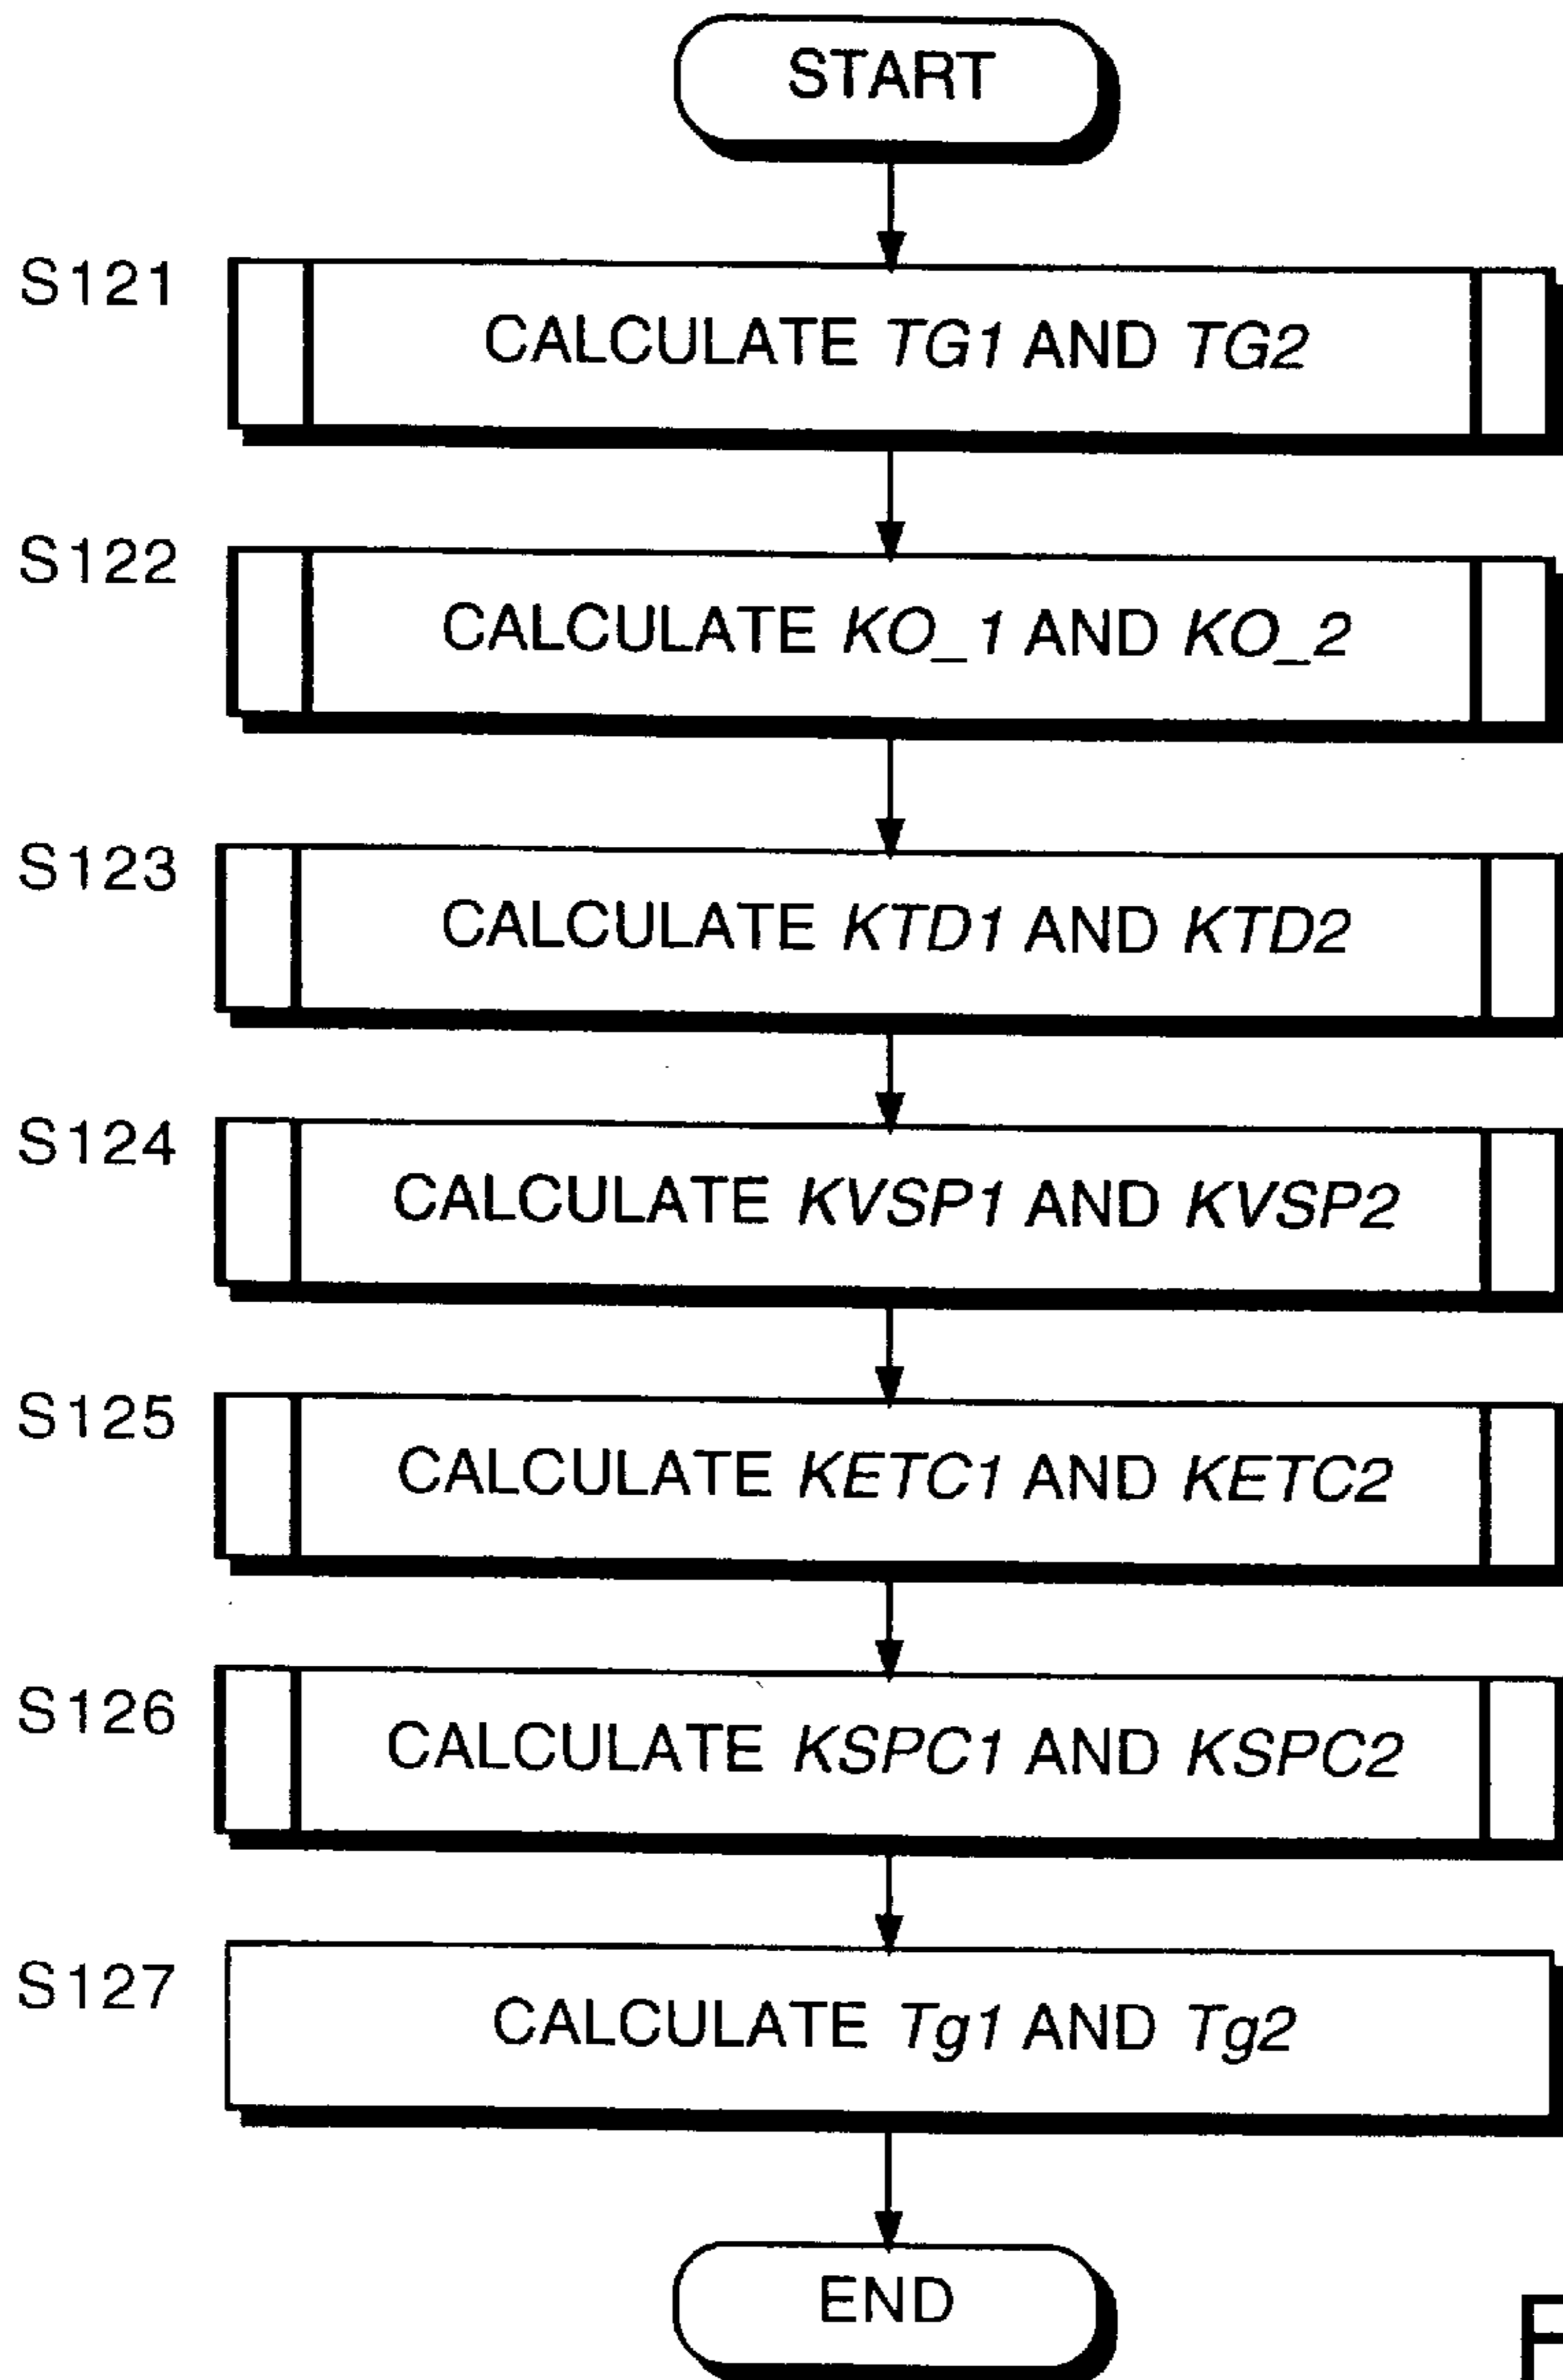 START
S121
CALCULATE TG1 AND TG2
S122
CALCULATE KO_1 AND KO_2
S123
CALCULATE KTD1 AND KTD2
S124
CALCULATE KVSP1 AND KVSP2
S125
CALCULATE KETC1 AND KETC2
S126
CALCULATE KSPC1 AND KSPC2
S127
CALCULATE Tg1 AND Tg2
END